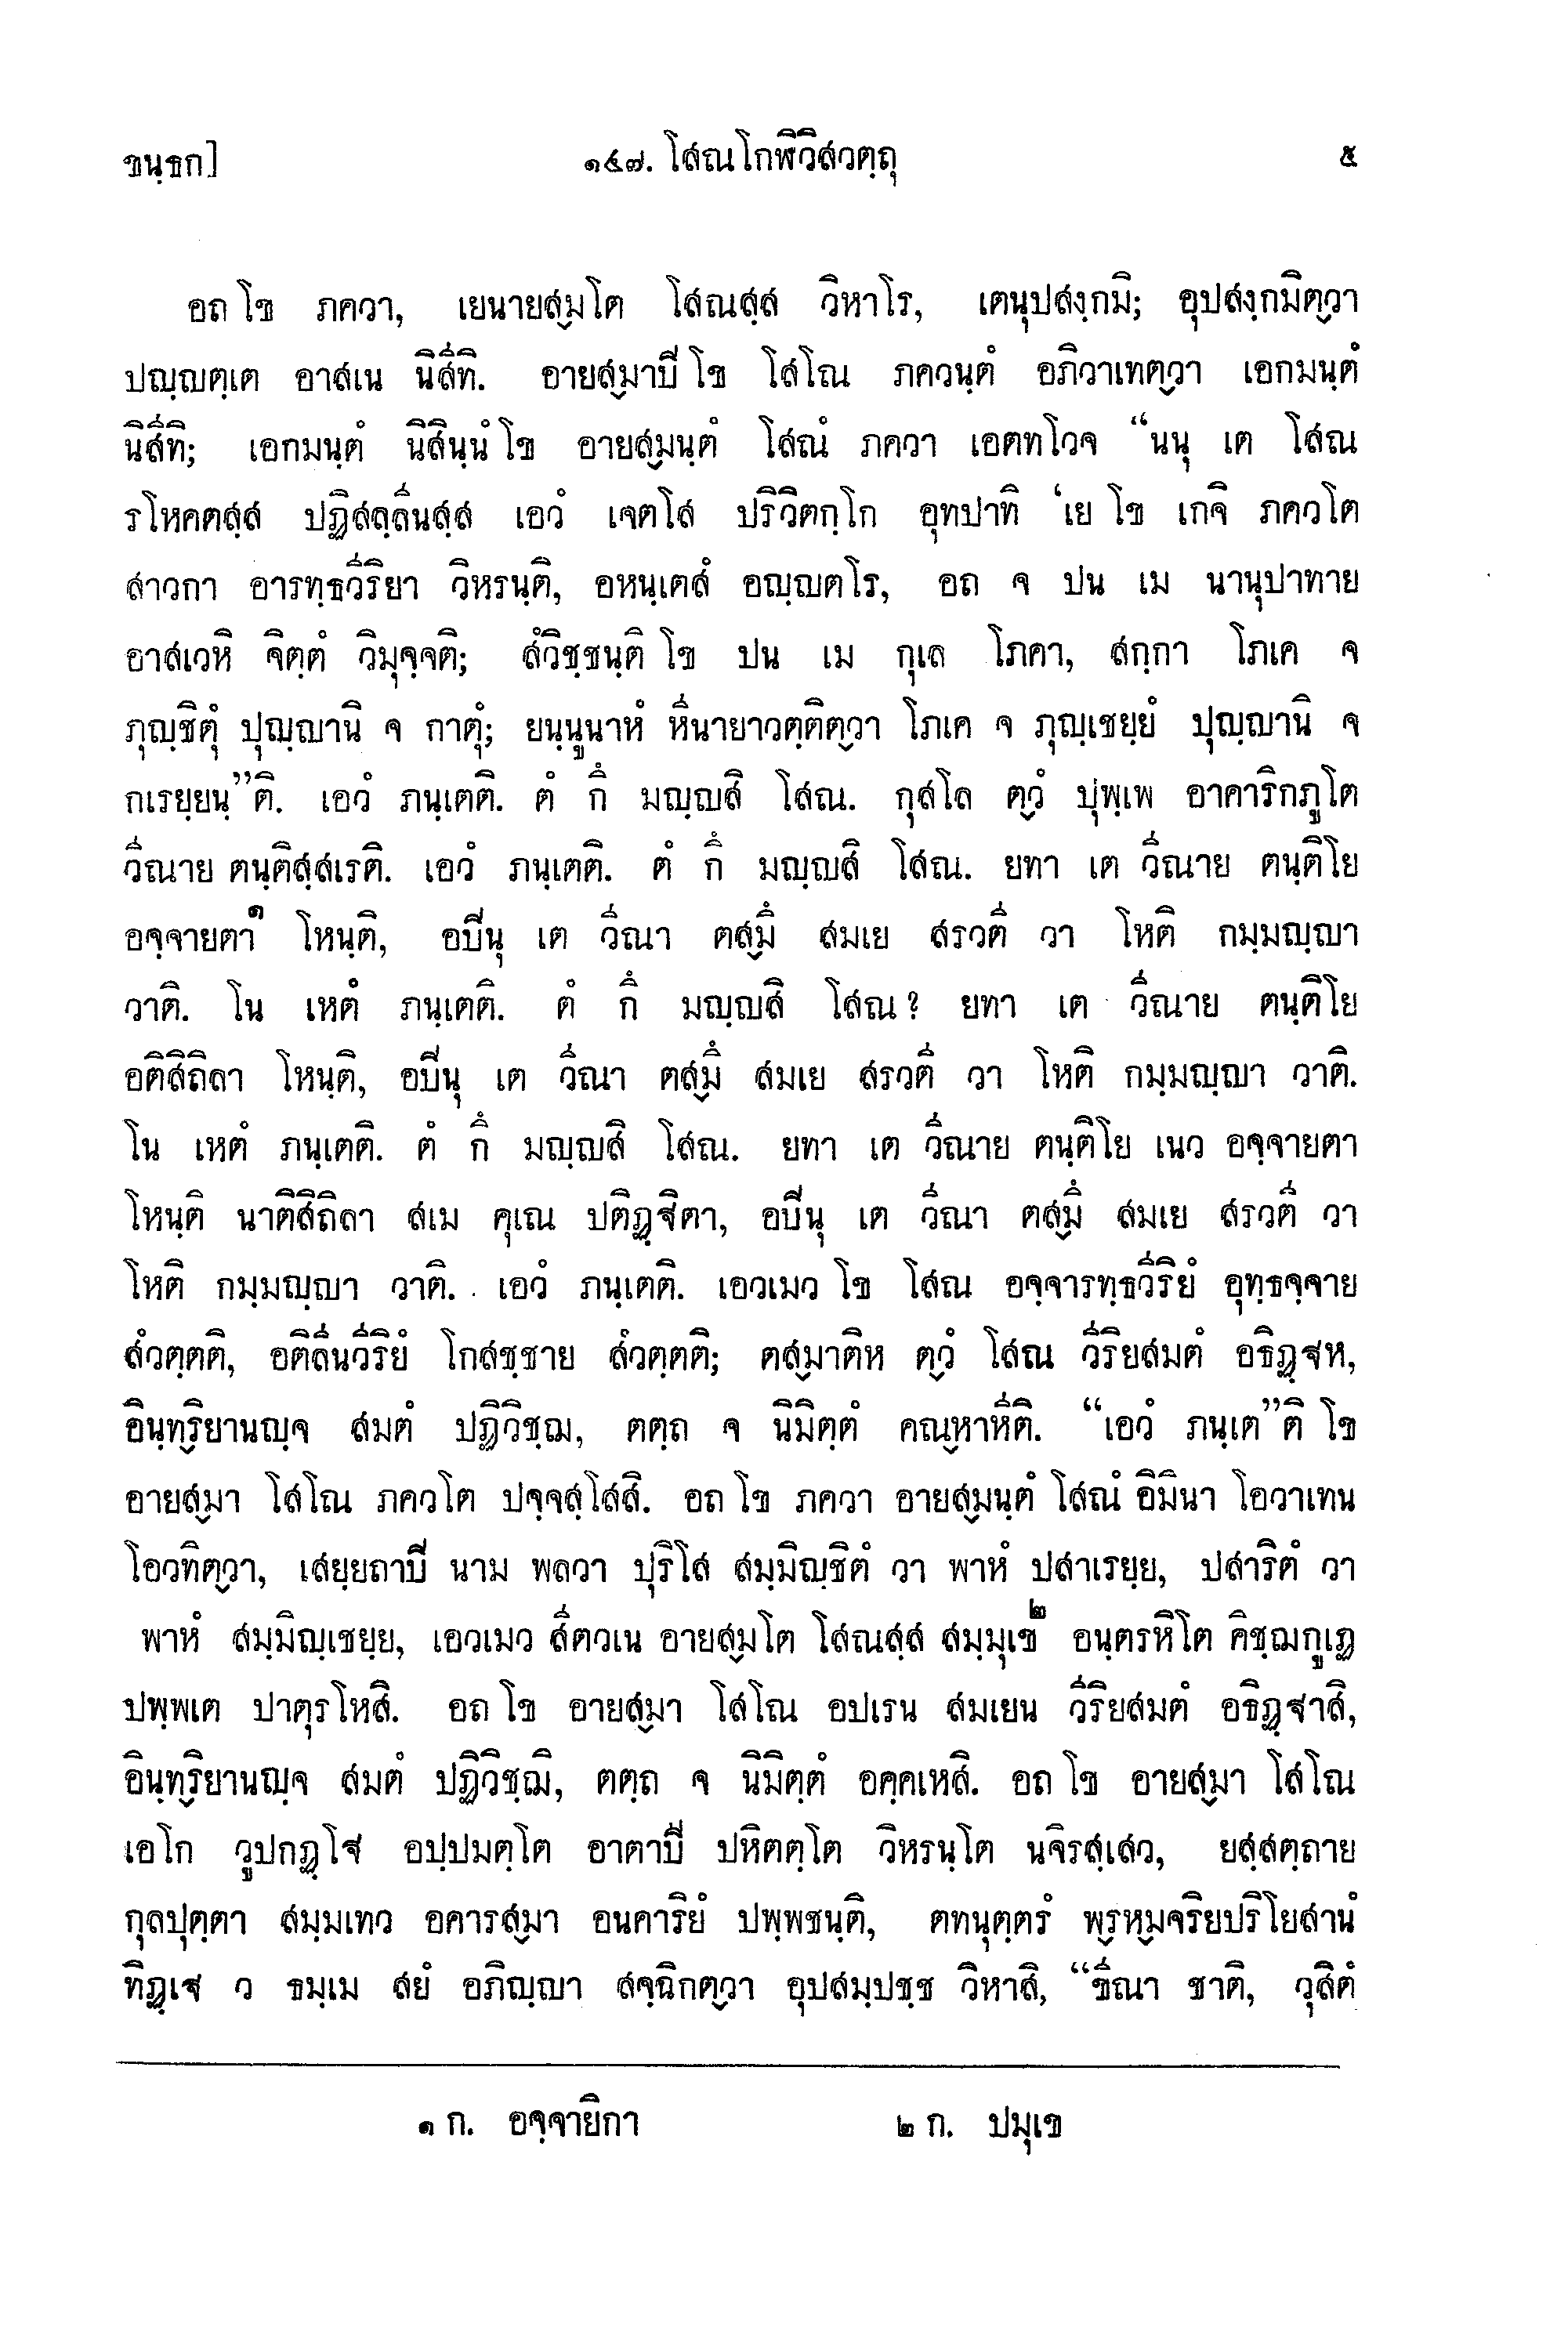 ขนฺธก] ๑๔๗. โสณโกฬิวิสวตฺถุ ๕
อถ โข ภควา, เยนายสฺมโต โสณสฺส วิหาโร, เตนุปสงฺกมิ; อุปสงฺกมิตฺวา
ปญฺญตฺเต อาสเน นิสีทิ. อายสฺมาปิ โข โสโณ ภควนฺตํ อภิวาเทตฺวา เอกมนฺตํ
นิสีทิ; เอกมนฺตํ นิสินฺนํ โข อายสฺมนฺตํ โสณํ ภควา เอตทโวจ “นนุ เต โสณ
รโหคตสฺส ปฏิสลฺลีนสฺส เอวํ เจตโส ปริวิตกฺโก อุทปาทิ ‘เย โข เกจิ ภควโต
สาวกา อารทฺธวีริยา วิหรนฺติ, อหนฺเตสํ อญฺญตโร, อถ จ ปน เม นานุปาทาย
อาสเวหิ จิตฺตํ วิมุจฺจติ; สํวิชฺชนฺติ โข ปน เม กุเล โภคา, สกฺกา โภเค จ
ภุญฺชิตุํ ปุญฺญานิ จ กาตุํ; ยนฺนูนาหํ หีนายาวตฺติตฺวา โภเค จ ภุญฺเชยฺยํ ปุญฺญานิ จ
กเรยฺยนฺ”ติ. เอวํ ภนฺเตติ. ตํ กึ มญฺญสิ โสณ. กุสโล ตฺวํ ปุพฺเพ อาคาริกภูโต
วีณาย ตนฺติสฺสเรติ. เอวํ ภนฺเตติ. ตํ กึ มญฺญสิ โสณ. ยทา เต วีณาย ตนฺติโย
อจฺจายตา๑ โหนฺติ, อปินุ เต วีณา ตสฺมึ สมเย สรวตี วา โหติ กมฺมญฺญา
วาติ. โน เหตํ ภนฺเตติ. ตํ กึ มญฺญสิ โสณ? ยทา เต วีณาย ตนฺติโย
อติสิถิลา โหนฺติ, อปินุ เต วีณา ตสฺมึ สมเย สรวตี วา โหติ กมฺมญฺญา วาติ.
โน เหตํ ภนฺเตติ. ตํ กึ มญฺญสิ โสณ. ยทา เต วีณาย ตนฺติโย เนว อจฺจายตา
โหนฺติ นาติสิถิลา สเม คุเณ ปติฏฺฐิตา, อปินุ เต วีณา ตสฺมึ สมเย สรวตี วา
โหติ กมฺมญฺญา วาติ. เอวํ ภนฺเตติ. เอวเมว โข โสณ อจฺจารทฺธวีริยํ อุทฺธจฺจาย
สํวตฺตติ, อติลีนวีริยํ โกสชฺชาย สํวตฺตติ; ตสฺมาติห ตฺวํ โสณ วีริยสมตํ อธิฏฺฐห,
อินฺทฺริยานญฺจ สมตํ ปฏิวิชฺฌ, ตตฺถ จ นิมิตฺตํ คณฺหาหีติ. “เอวํ ภนฺเต”ติ โข
อายสฺมา โสโณ ภควโต ปจฺจสฺโสสิ. อถ โข ภควา อายสฺมนฺตํ โสณํ อิมินา โอวาเทน
โอวทิตฺวา, เสยฺยถาปิ นาม พลวา ปุริโส สมฺมิญฺชิตํ วา พาหํ ปสาเรยฺย, ปสาริตํ วา
พาหํ สมฺมิญฺเชยฺย, เอวเมว สีตวเน อายสฺมโต โสณสฺส สมฺมุเข๒ อนฺตรหิโต คิชฺฌกูเฏ
ปพฺพเต ปาตุรโหสิ. อถ โข อายสฺมา โสโณ อปเรน สมเยน วีริยสมตํ อธิฏฺฐาสิ,
อินฺทฺริยานญฺจ สมตํ ปฏิวิชฺฌิ, ตตฺถ จ นิมิตฺตํ อคฺคเหสิ. อถ โข อายสฺมา โสโณ
เอโก วูปกฏฺโฐ อปฺปมตฺโต อาตาปี ปหิตตฺโต วิหรนฺโต นจิรสฺเสว, ยสฺสตฺถาย
กุลปุตฺตา สมฺมเทว อคารสฺมา อนคาริยํ ปพฺพชนฺติ, ตทนุตฺตรํ พฺรหฺมจริยปริโยสานํ
ทิฏฺเฐ ว ธมฺเม สยํ อภิญฺญา สจฺฉิกตฺวา อุปสมฺปชฺช วิหาสิ, “ขีณา ชาติ, วุสิตํ
๑ ก. อจฺจายิกา ๒ ก. ปมุเข